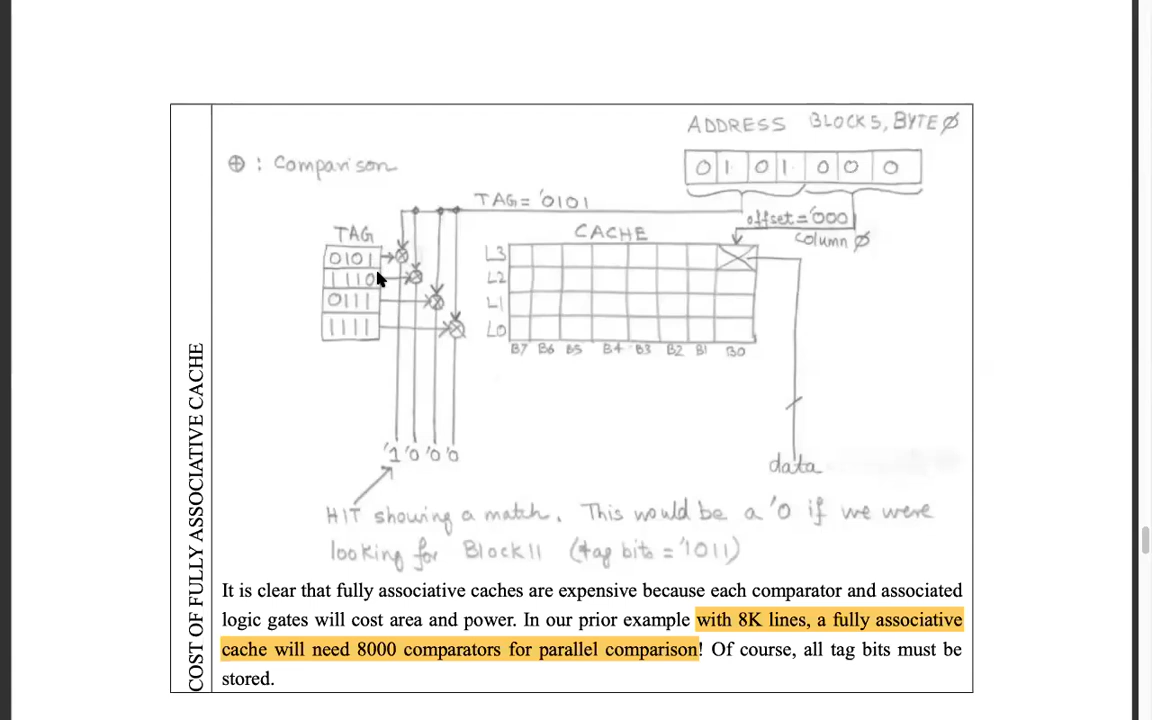 ADDRESS BLOCK 5, BYTE Ø
⊕ : Comparison
0 1 0 1 0 0 0
TAG = '0101
offset = '000
column Ø
TAG
CACHE
0101
1110
0111
1111
L3
L2
L1
L0
B7 B6 B5 B4 B3 B2 B1 B0
'1 '0 '0 '0
data
HIT showing a match. This would be a '0 if we were
looking for Block 11 (tag bits = '1011)
COST OF FULLY ASSOCIATIVE CACHE
It is clear that fully associative caches are expensive because each comparator and associated
logic gates will cost area and power. In our prior example with 8K lines, a fully associative
cache will need 8000 comparators for parallel comparison! Of course, all tag bits must be
stored.